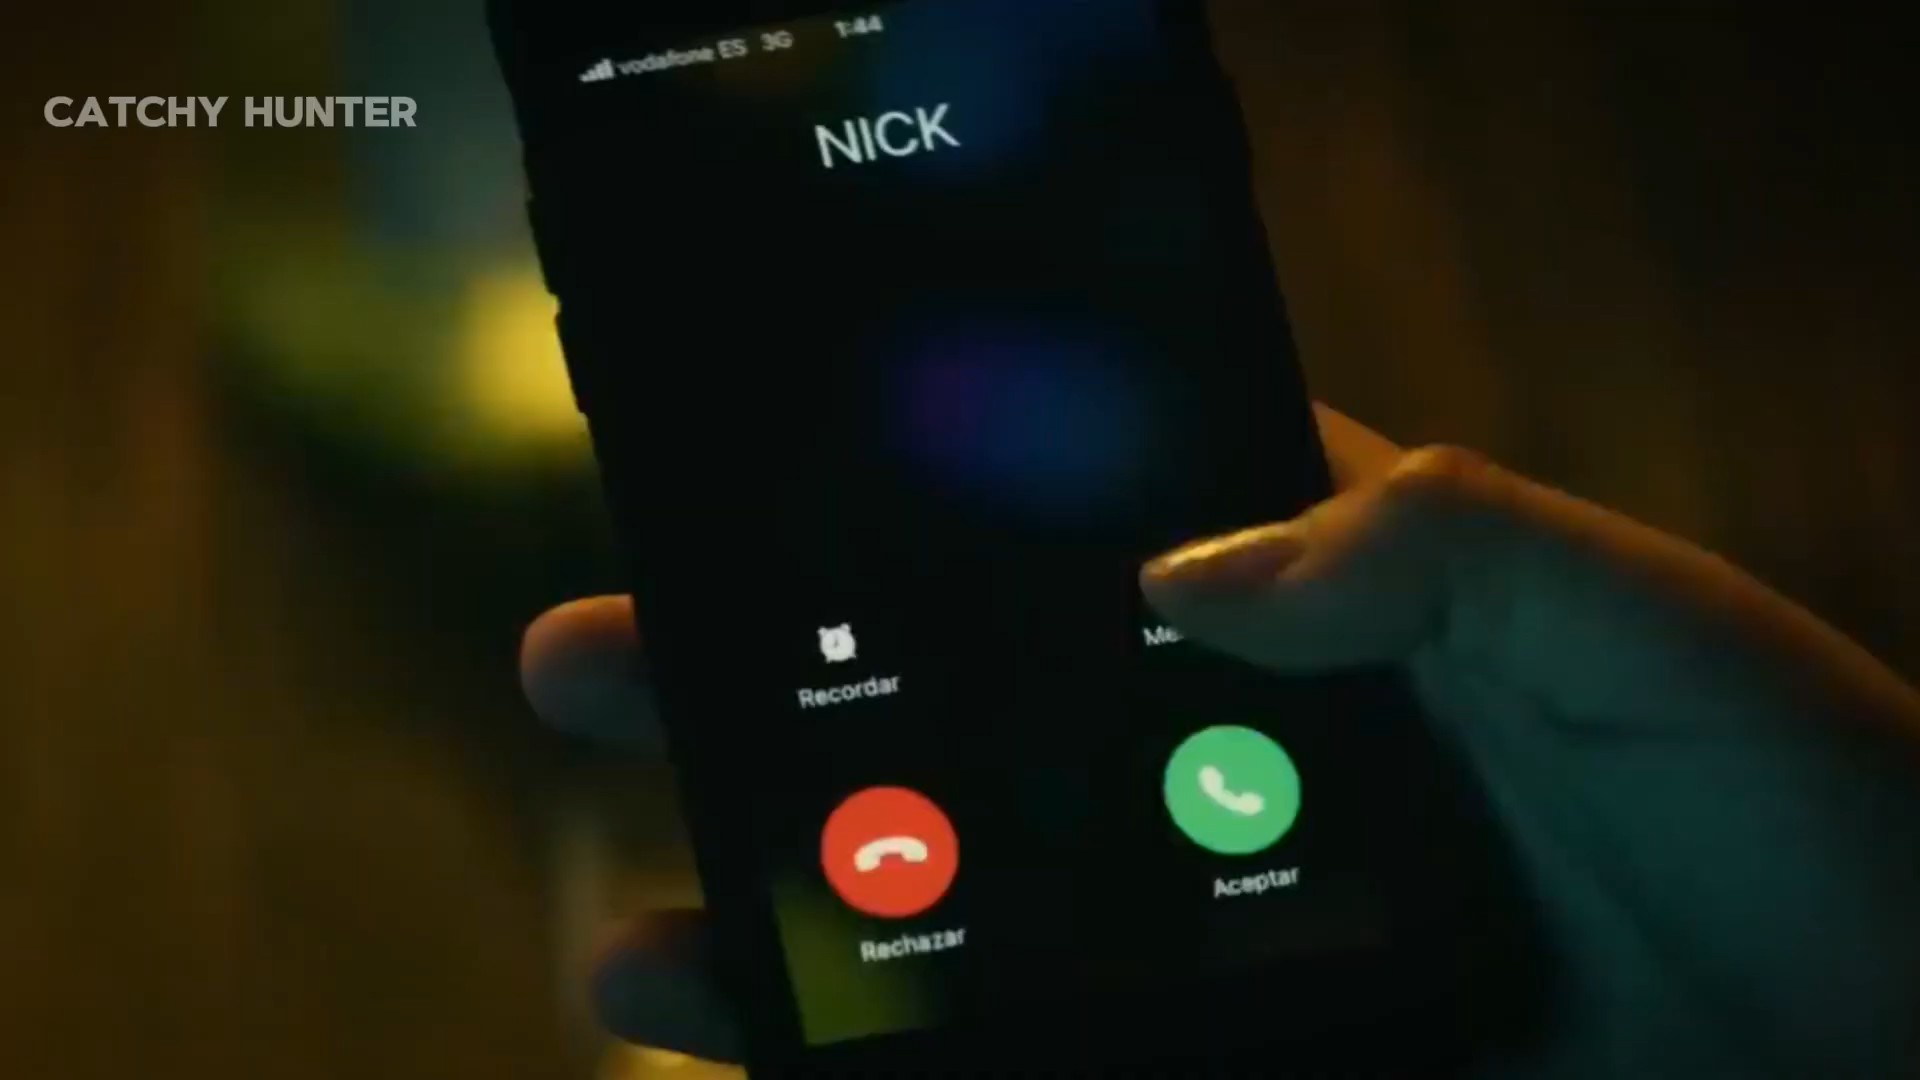 vodafone ES 3G 1:44
CATCHY HUNTER
NICK
Recordar
Rechazar
Aceptar